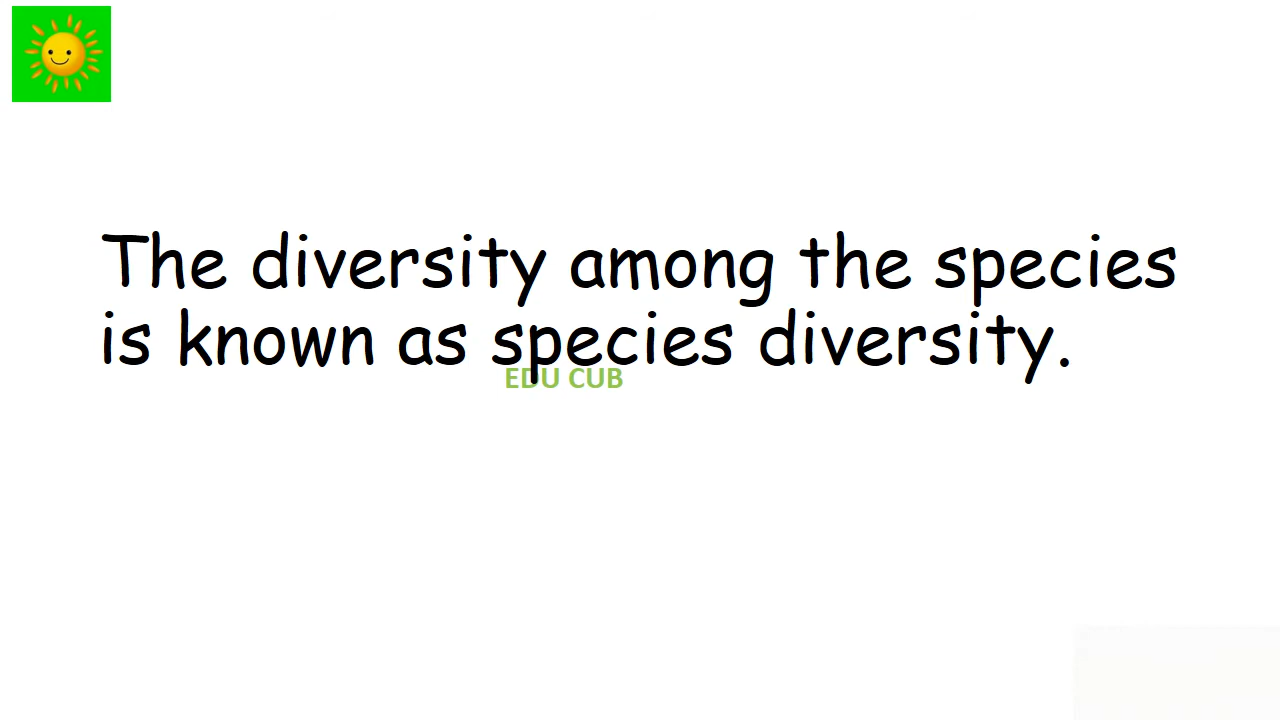 The diversity among the species
is known as species diversity.
EDU CUB